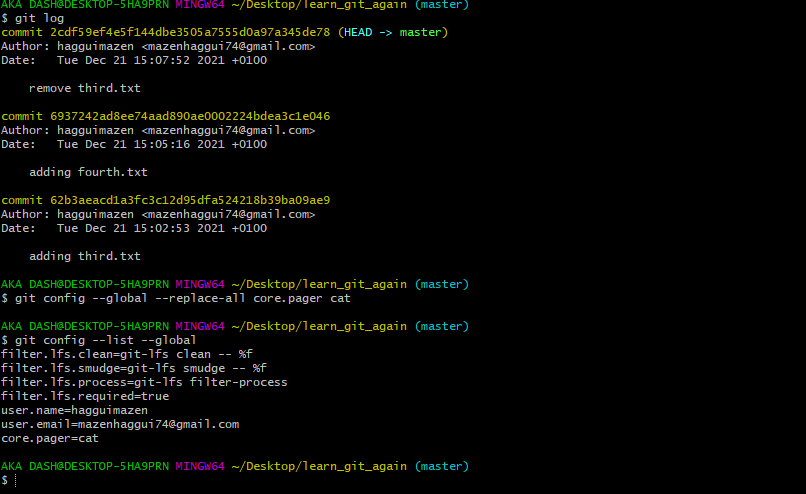 AKA DASH@DESKTOP-5HA9PRN MINGW64 ~/Desktop/learn_git_again (master)
$ git log
commit 2cdf59ef4e5f144dbe3505a7555d0a97a345de78 (HEAD -> master)
Author: hagguimazen <mazenhaggui74@gmail.com>
Date:   Tue Dec 21 15:07:52 2021 +0100

    remove third.txt

commit 6937242ad8ee74aad890ae0002224bdea3c1e046
Author: hagguimazen <mazenhaggui74@gmail.com>
Date:   Tue Dec 21 15:05:16 2021 +0100

    adding fourth.txt

commit 62b3aeacd1a3fc3c12d95dfa524218b39ba09ae9
Author: hagguimazen <mazenhaggui74@gmail.com>
Date:   Tue Dec 21 15:02:53 2021 +0100

    adding third.txt

AKA DASH@DESKTOP-5HA9PRN MINGW64 ~/Desktop/learn_git_again (master)
$ git config --global --replace-all core.pager cat

AKA DASH@DESKTOP-5HA9PRN MINGW64 ~/Desktop/learn_git_again (master)
$ git config --list --global
filter.lfs.clean=git-lfs clean -- %f
filter.lfs.smudge=git-lfs smudge -- %f
filter.lfs.process=git-lfs filter-process
filter.lfs.required=true
user.name=hagguimazen
user.email=mazenhaggui74@gmail.com
core.pager=cat

AKA DASH@DESKTOP-5HA9PRN MINGW64 ~/Desktop/learn_git_again (master)
$